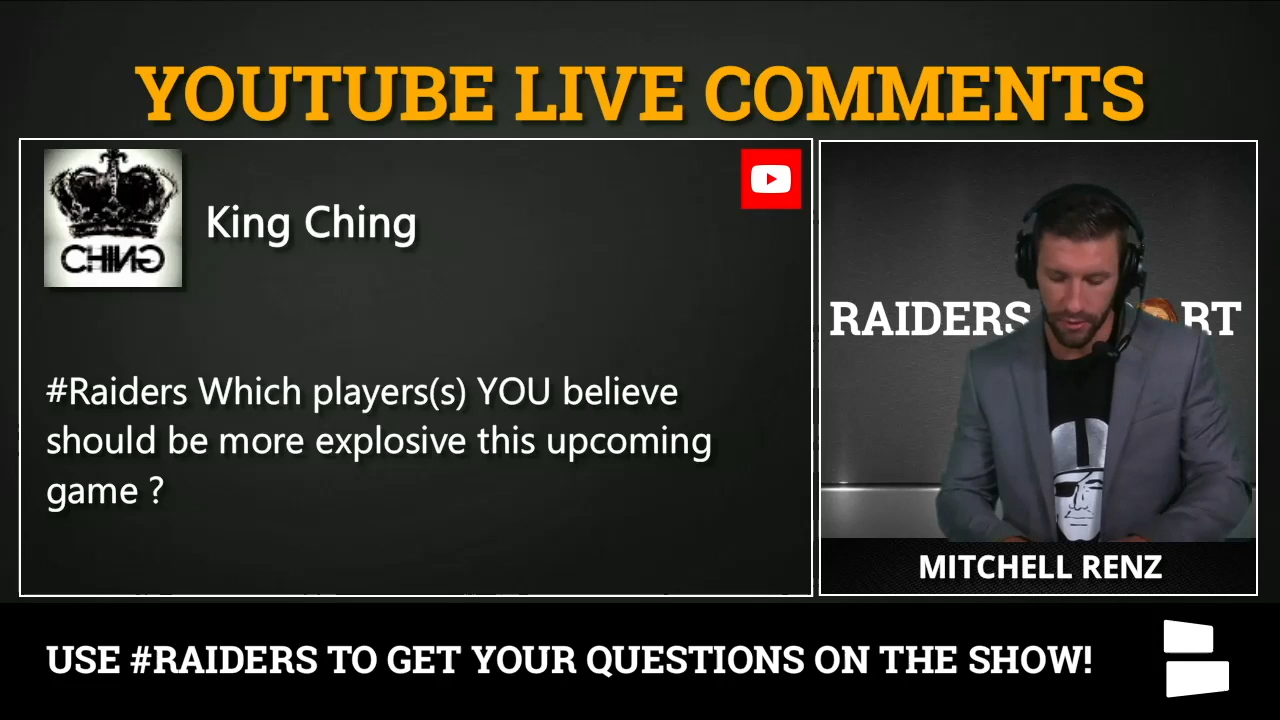 YOUTUBE LIVE COMMENTS
CHING
King Ching
#Raiders Which players(s) YOU believe
should be more explosive this upcoming
game ?
RAIDERS RT
MITCHELL RENZ
USE #RAIDERS TO GET YOUR QUESTIONS ON THE SHOW!